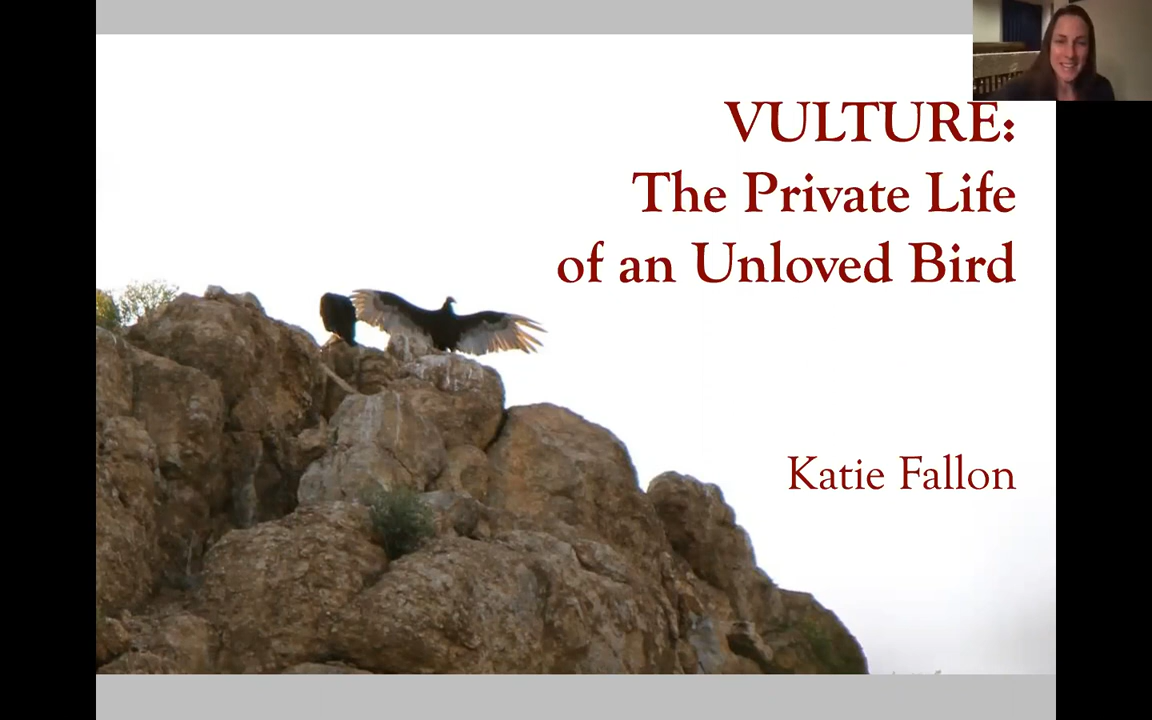 VULTURE:
The Private Life
of an Unloved Bird
Katie Fallon